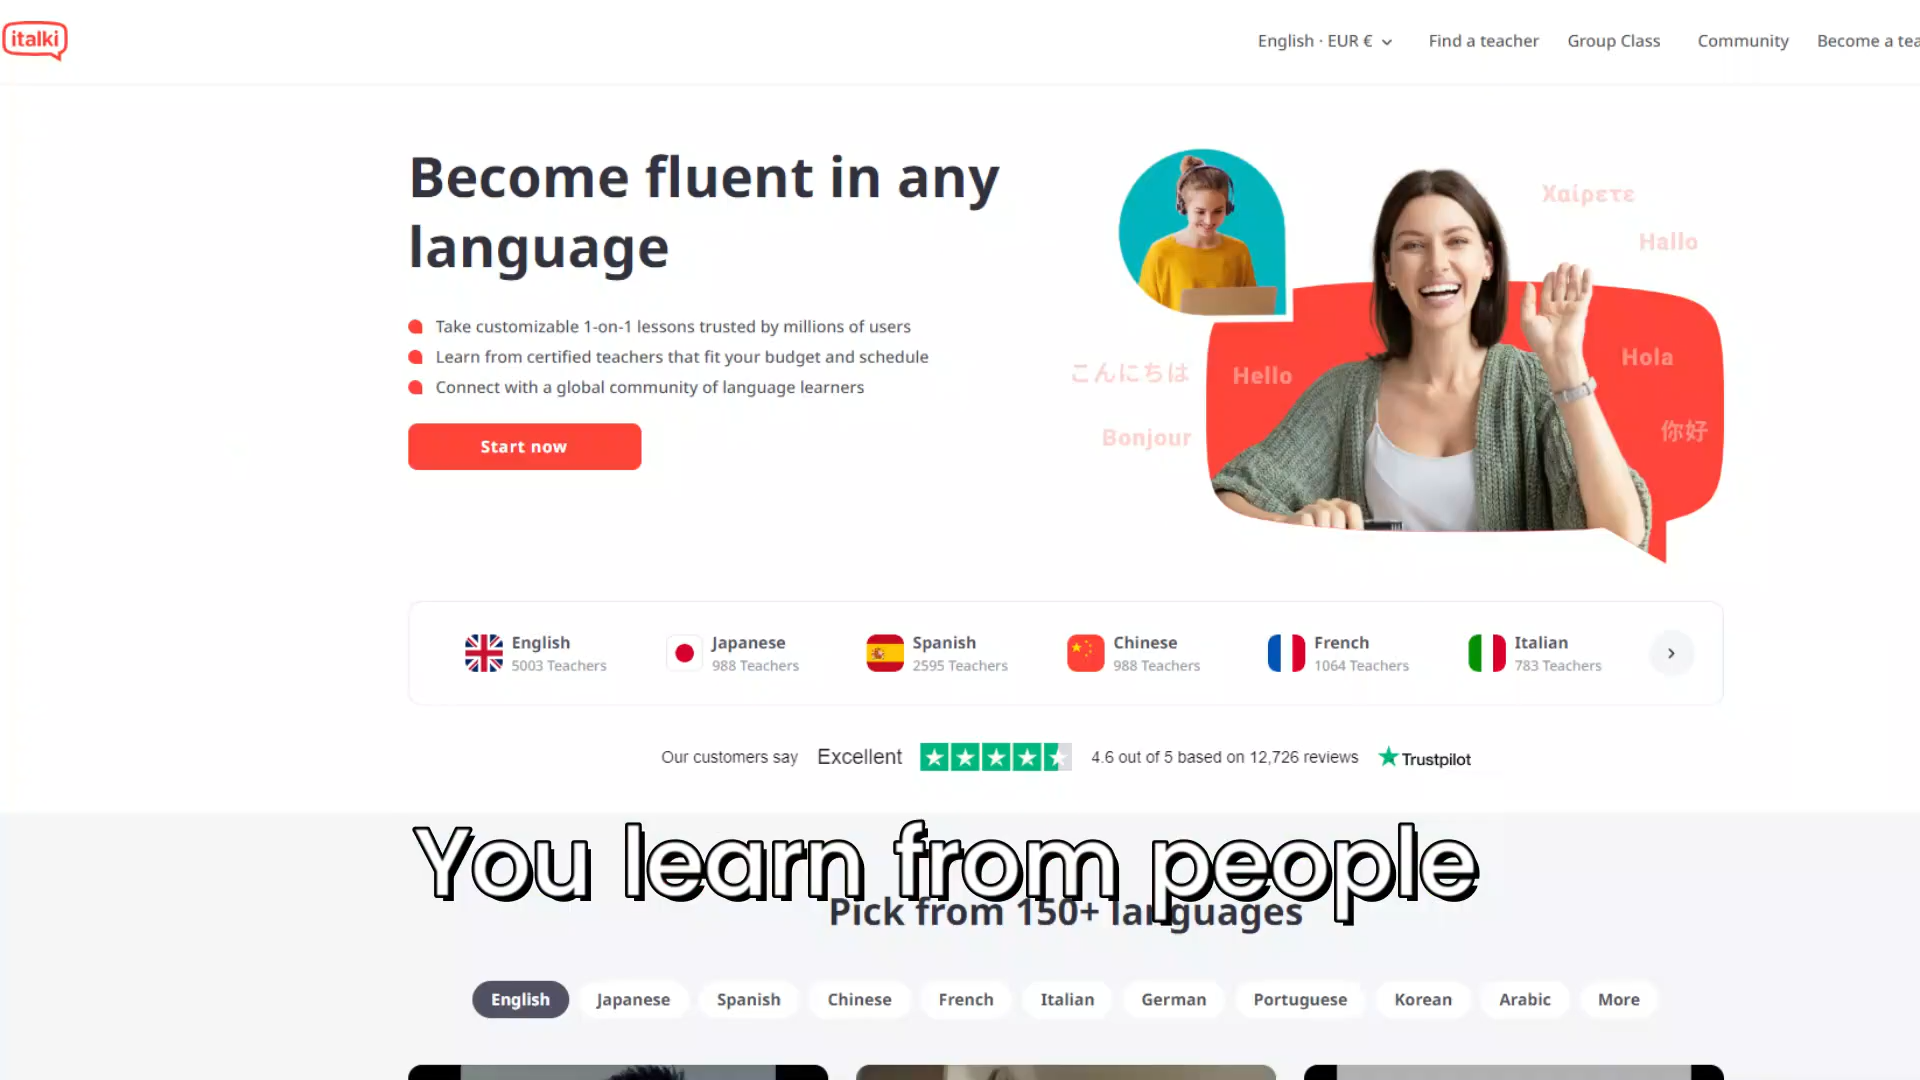 italki
English · EUR € Find a teacher Group Class Community Become a tea
Become fluent in any
language
Take customizable 1-on-1 lessons trusted by millions of users
Learn from certified teachers that fit your budget and schedule
Connect with a global community of language learners
Start now
Χαίρετε
Hallo
Hola
こんにちは
Hello
你好
Bonjour
English
5003 Teachers
Japanese
988 Teachers
Spanish
2595 Teachers
Chinese
988 Teachers
French
1064 Teachers
Italian
783 Teachers
Our customers say Excellent 4.6 out of 5 based on 12,726 reviews Trustpilot
You learn from people
Pick from 150+ languages
English Japanese Spanish Chinese French Italian German Portuguese Korean Arabic More